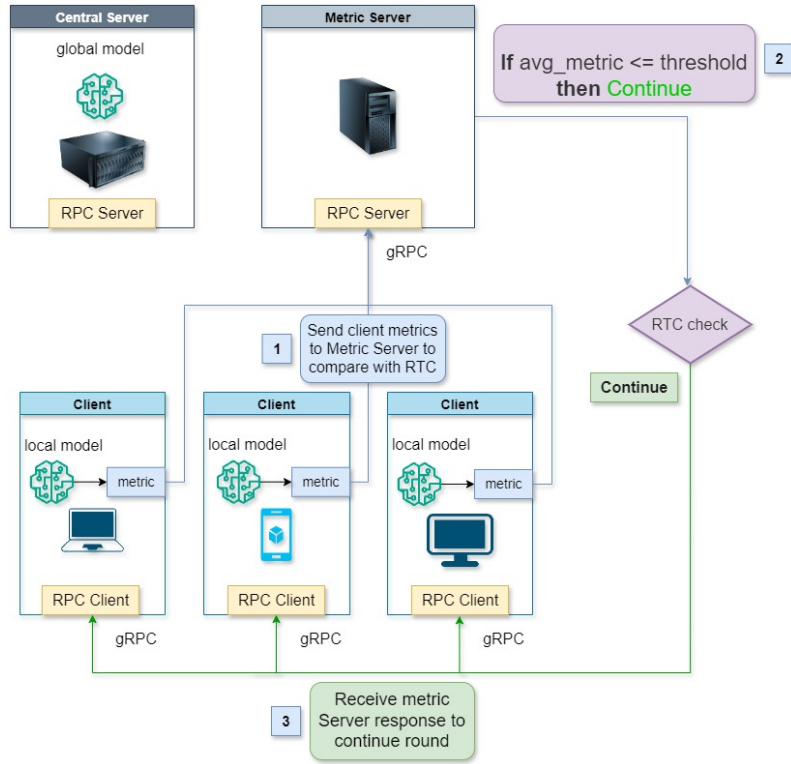 Central Server
global model
RPC Server
Metric Server
RPC Server
gRPC
If avg_metric <= threshold
then Continue
2
RTC check
Continue
1
Send client metrics
to Metric Server to
compare with RTC
Client
local model
metric
RPC Client
gRPC
Client
local model
metric
RPC Client
gRPC
Client
local model
metric
RPC Client
gRPC
3
Receive metric
Server response to
continue round